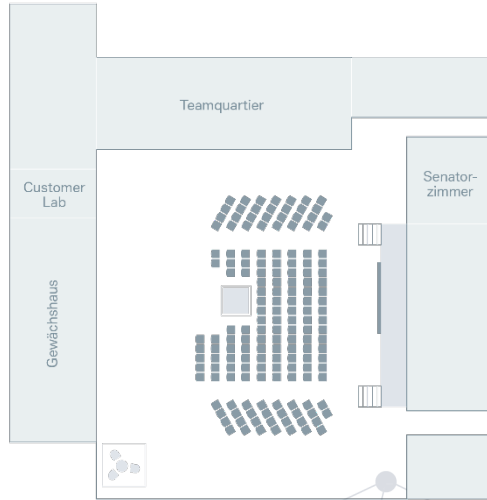 Teamquartier
Customer
Lab
Senator-
zimmer
Gewächshaus